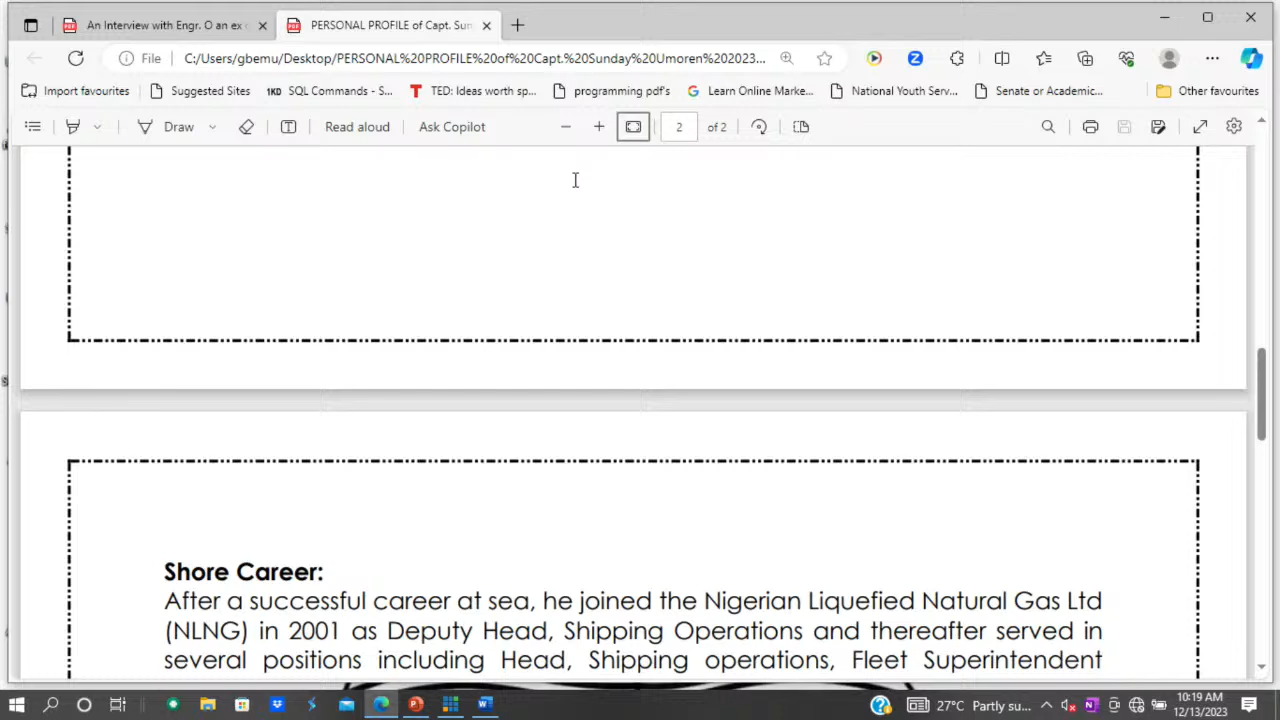 An Interview with Engr. O an ex
PERSONAL PROFILE of Capt. Sun
File
C:/Users/gbemu/Desktop/PERSONAL%20PROFILE%20of%20Capt.%20Sunday%20Umoren%202023...
Import favourites
Suggested Sites
1KD SQL Commands - S...
TED: Ideas worth sp...
programming pdf's
Learn Online Marke...
National Youth Serv...
Senate or Academic...
Other favourites
Draw
Read aloud
Ask Copilot
2 of 2
Shore Career:
After a successful career at sea, he joined the Nigerian Liquefied Natural Gas Ltd
(NLNG) in 2001 as Deputy Head, Shipping Operations and thereafter served in
several positions including Head, Shipping operations, Fleet Superintendent
27°C Partly su...
10:19 AM
12/13/2023